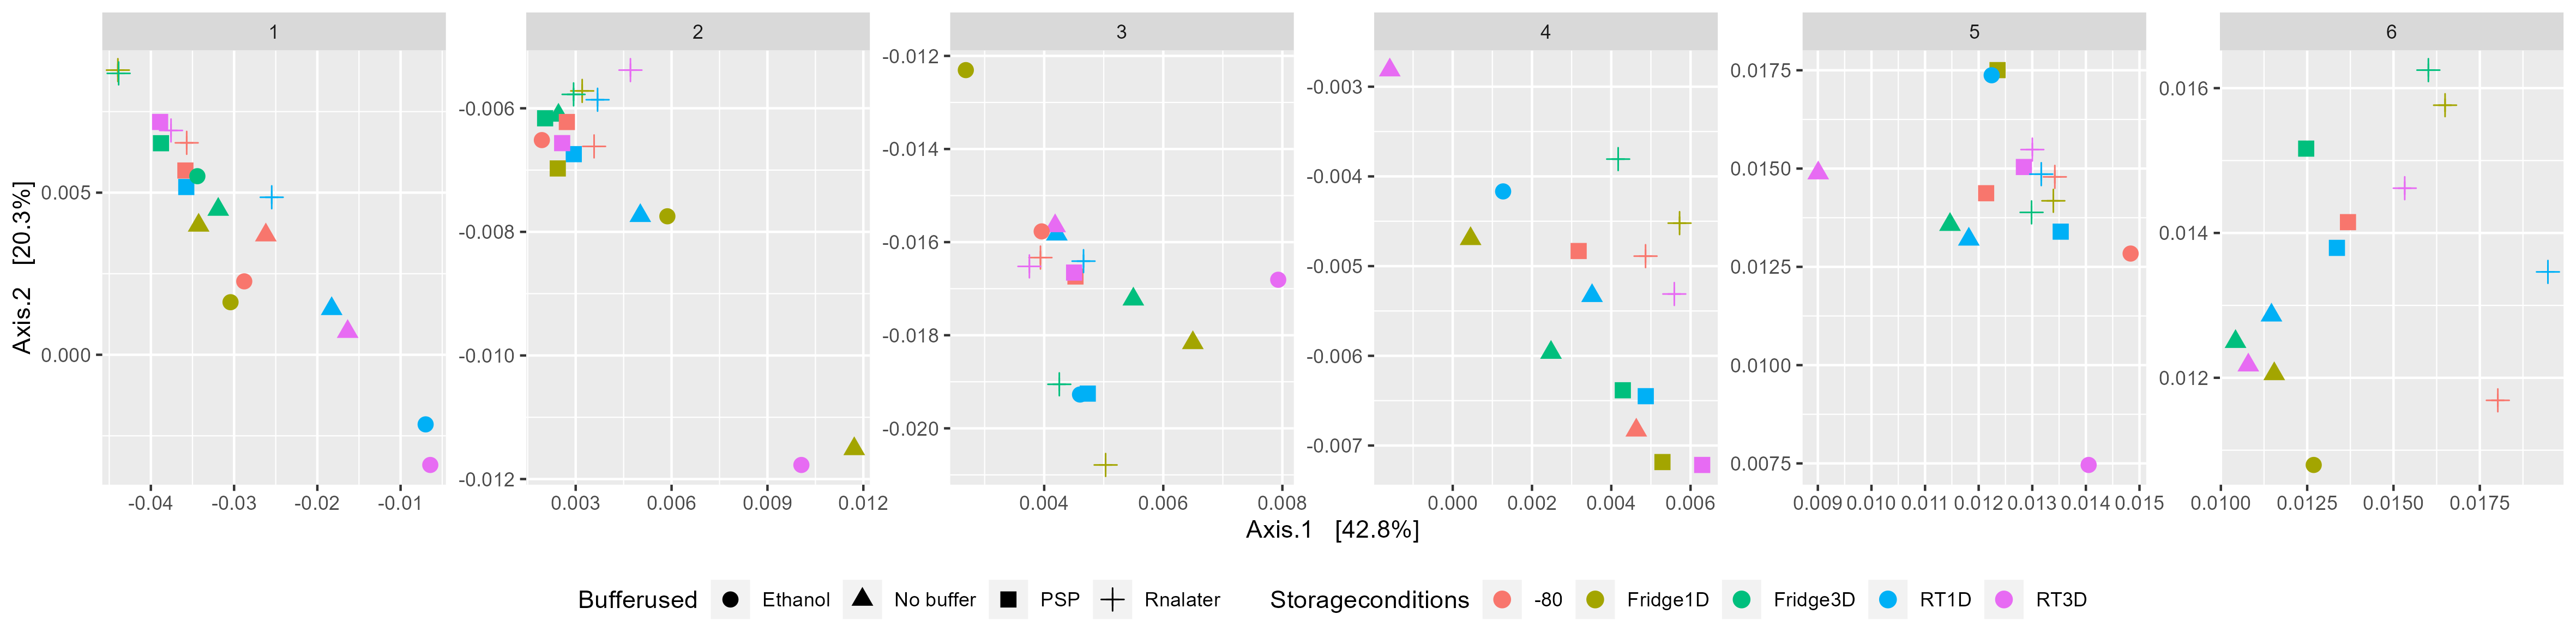 1 2 3 4 5 6
0.005
0.000
-0.04 -0.03 -0.02 -0.01
-0.006
-0.008
-0.010
-0.012
0.003 0.006 0.009 0.012
-0.012
-0.014
-0.016
-0.018
-0.020
0.004 0.006 0.008
-0.003
-0.004
-0.005
-0.006
-0.007
0.000 0.002 0.004 0.006
0.0175
0.0150
0.0125
0.0100
0.0075
0.009 0.010 0.011 0.012 0.013 0.014 0.015
0.016
0.014
0.012
0.0100 0.0125 0.0150 0.0175
Axis.2 [20.3%]
Axis.1 [42.8%]
Bufferused Ethanol No buffer PSP Rnalater Storageconditions -80 Fridge1D Fridge3D RT1D RT3D